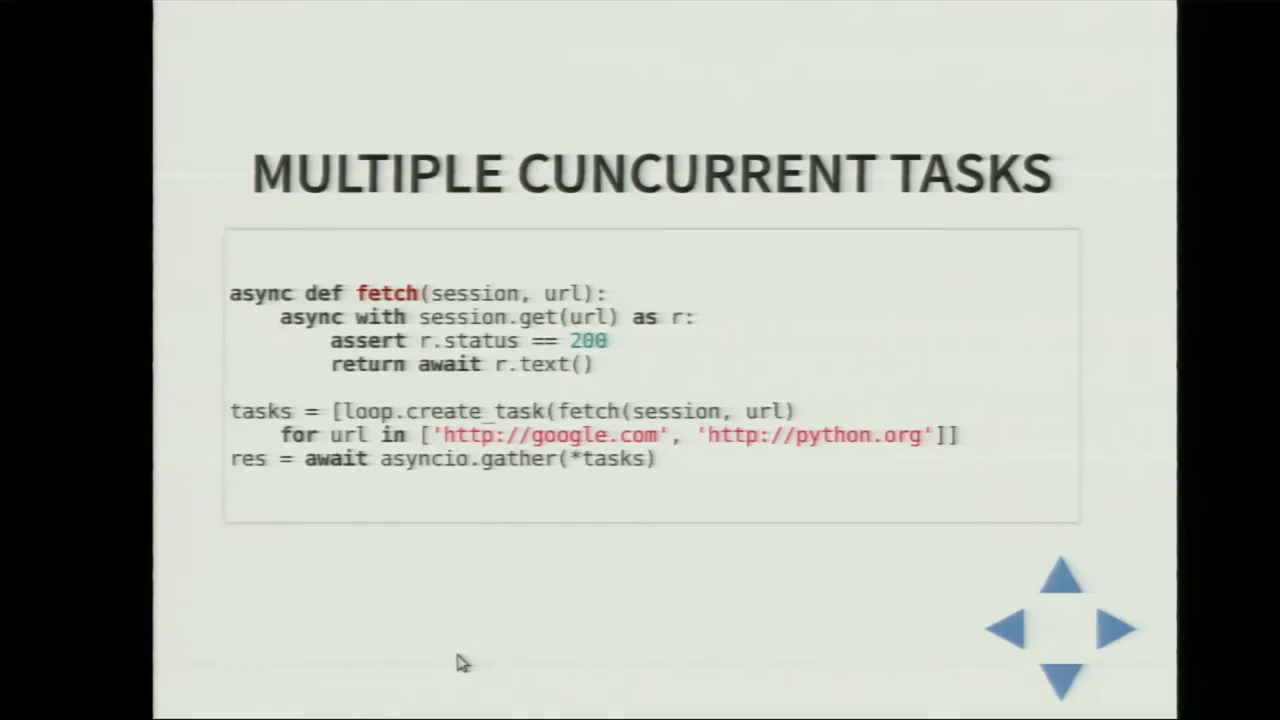 MULTIPLE CUNCURRENT TASKS
async def fetch(session, url):
    async with session.get(url) as r:
        assert r.status == 200
        return await r.text()
tasks = [loop.create_task(fetch(session, url)
    for url in ['http://google.com', 'http://python.org']]
res = await asyncio.gather(*tasks)